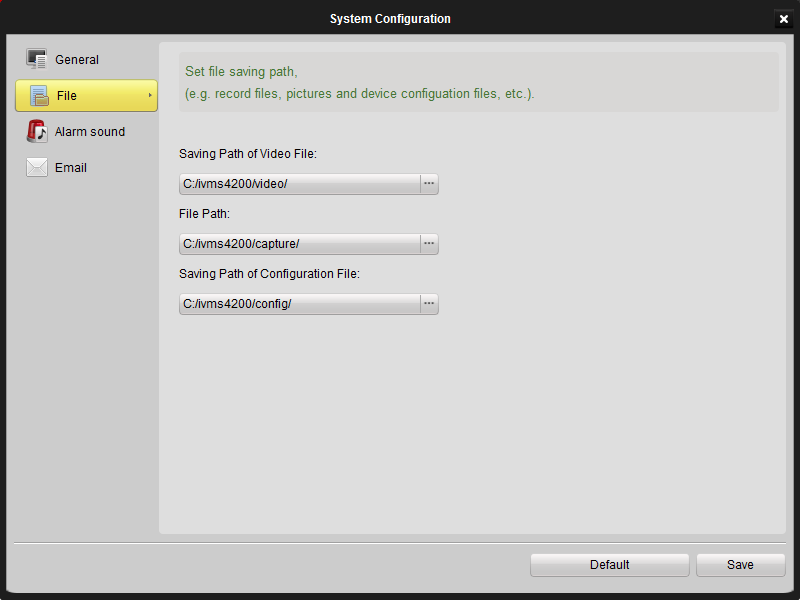 System Configuration
General
File
Alarm sound
Email
Set file saving path,
(e.g. record files, pictures and device configuation files, etc.).
Saving Path of Video File:
C:/ivms4200/video/
File Path:
C:/ivms4200/capture/
Saving Path of Configuration File:
C:/ivms4200/config/
Default
Save